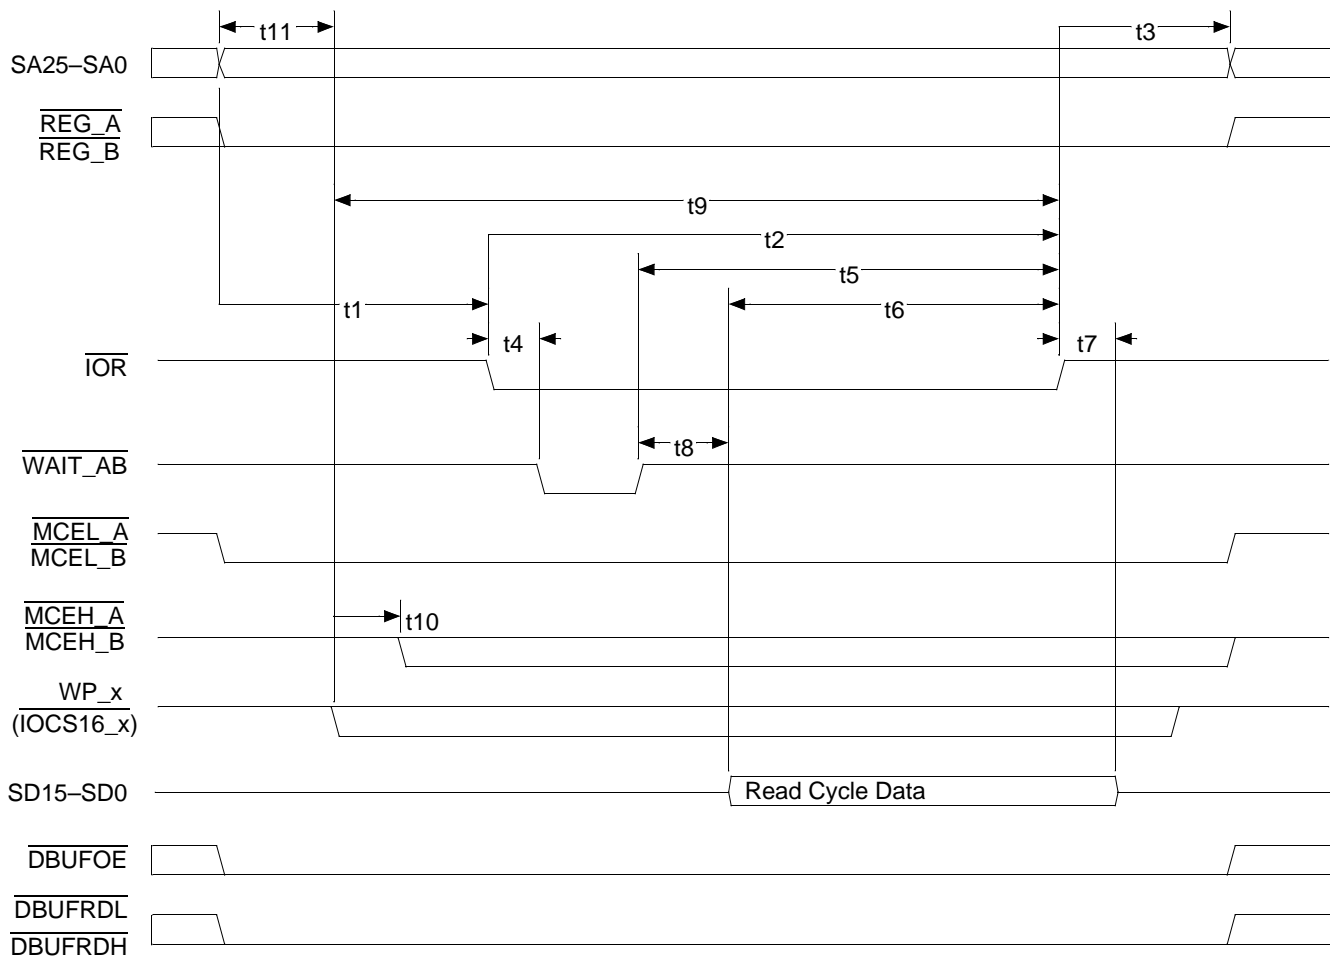 t11
t3
SA25–SA0
REG_A
REG_B
t9
t2
t5
t1
t6
t4
t7
IOR
t8
WAIT_AB
MCEL_A
MCEL_B
MCEH_A
t10
MCEH_B
WP_x
(IOCS16_x)
SD15–SD0
Read Cycle Data
DBUFOE
DBUFRDL
DBUFRDH